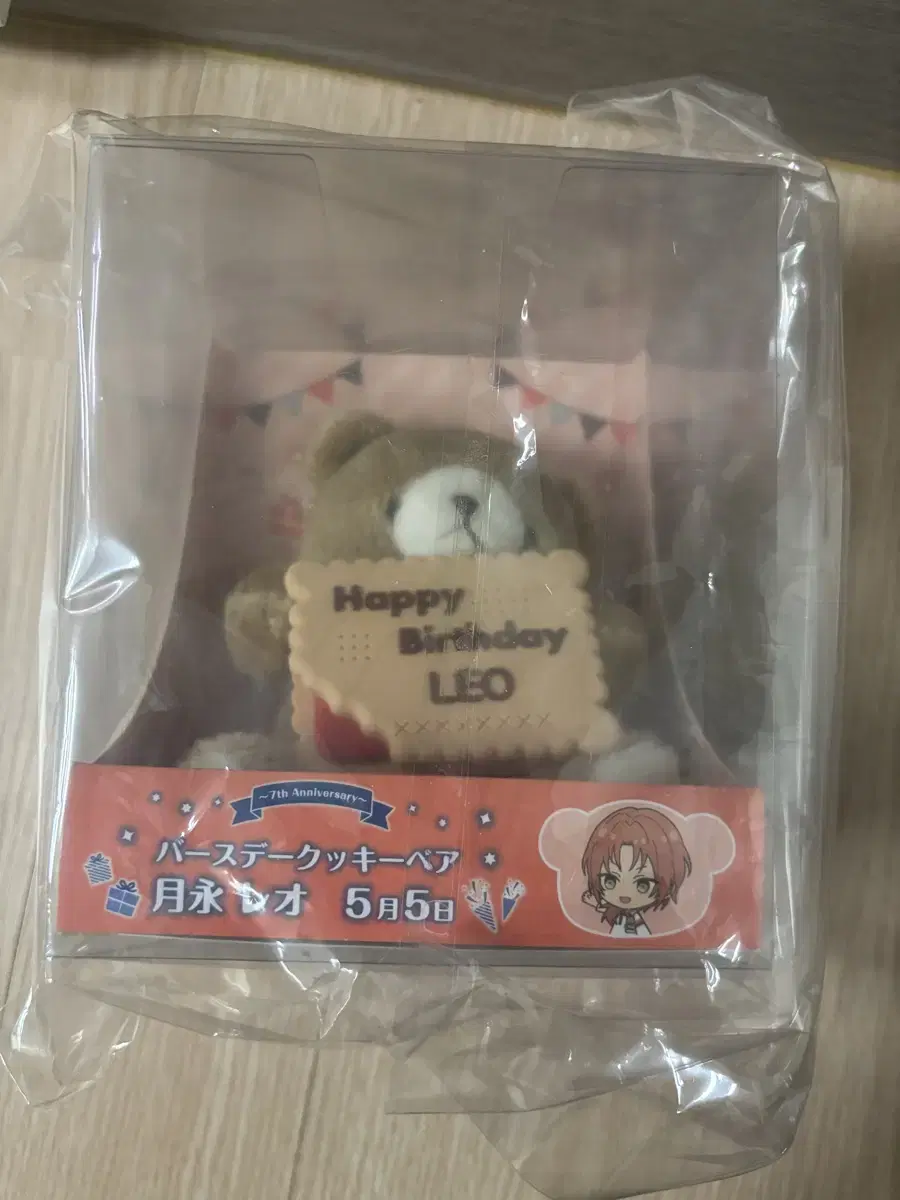 Happy
Birthday
LEO
~7th Anniversary~
バースデークッキーベア
月永 レオ 5月5日